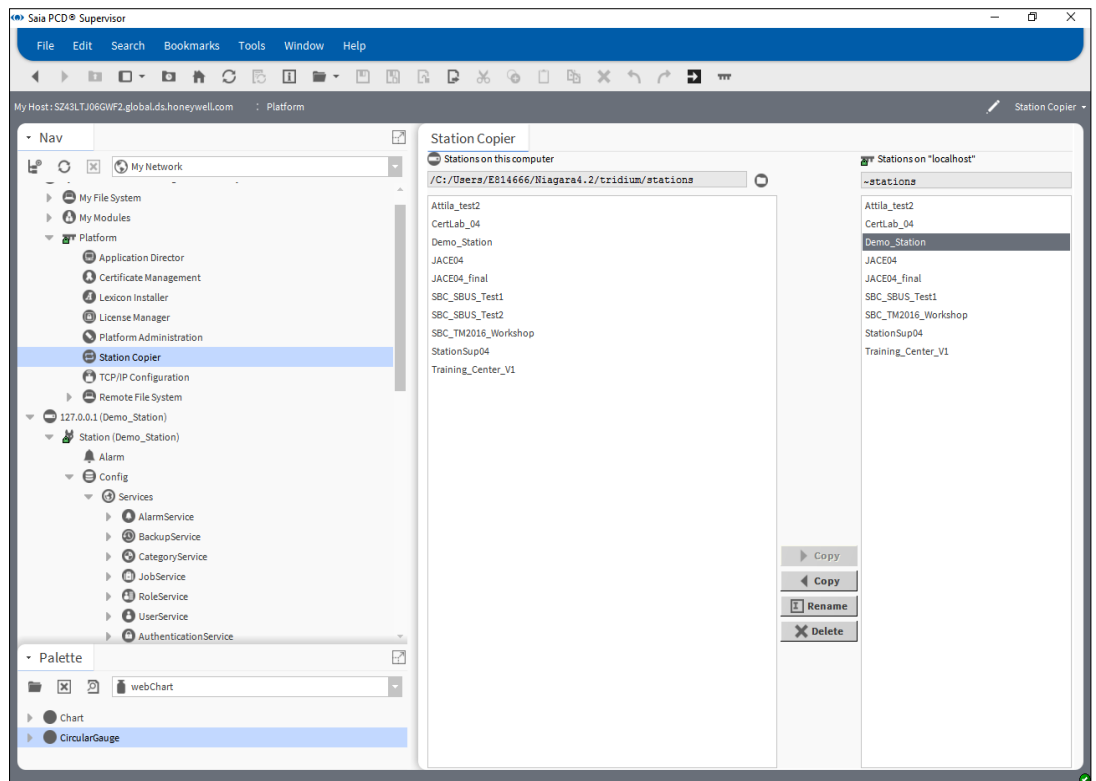 Saia PCD® Supervisor
File Edit Search Bookmarks Tools Window Help
My Host : SZ43LTJ06GWF2.global.ds.honeywell.com : Platform
Station Copier
Nav
My Network
My File System
My Modules
Platform
Application Director
Certificate Management
Lexicon Installer
License Manager
Platform Administration
Station Copier
TCP/IP Configuration
Remote File System
127.0.0.1 (Demo_Station)
Station (Demo_Station)
Alarm
Config
Services
AlarmService
BackupService
CategoryService
JobService
RoleService
UserService
AuthenticationService
Palette
webChart
Chart
CircularGauge
Station Copier
Stations on this computer
/C:/Users/E814666/Niagara4.2/tridium/stations
Attila_test2
CertLab_04
Demo_Station
JACE04
JACE04_final
SBC_SBUS_Test1
SBC_SBUS_Test2
SBC_TM2016_Workshop
StationSup04
Training_Center_V1
Copy
Copy
Rename
Delete
Stations on "localhost"
~stations
Attila_test2
CertLab_04
Demo_Station
JACE04
JACE04_final
SBC_SBUS_Test1
SBC_TM2016_Workshop
StationSup04
Training_Center_V1